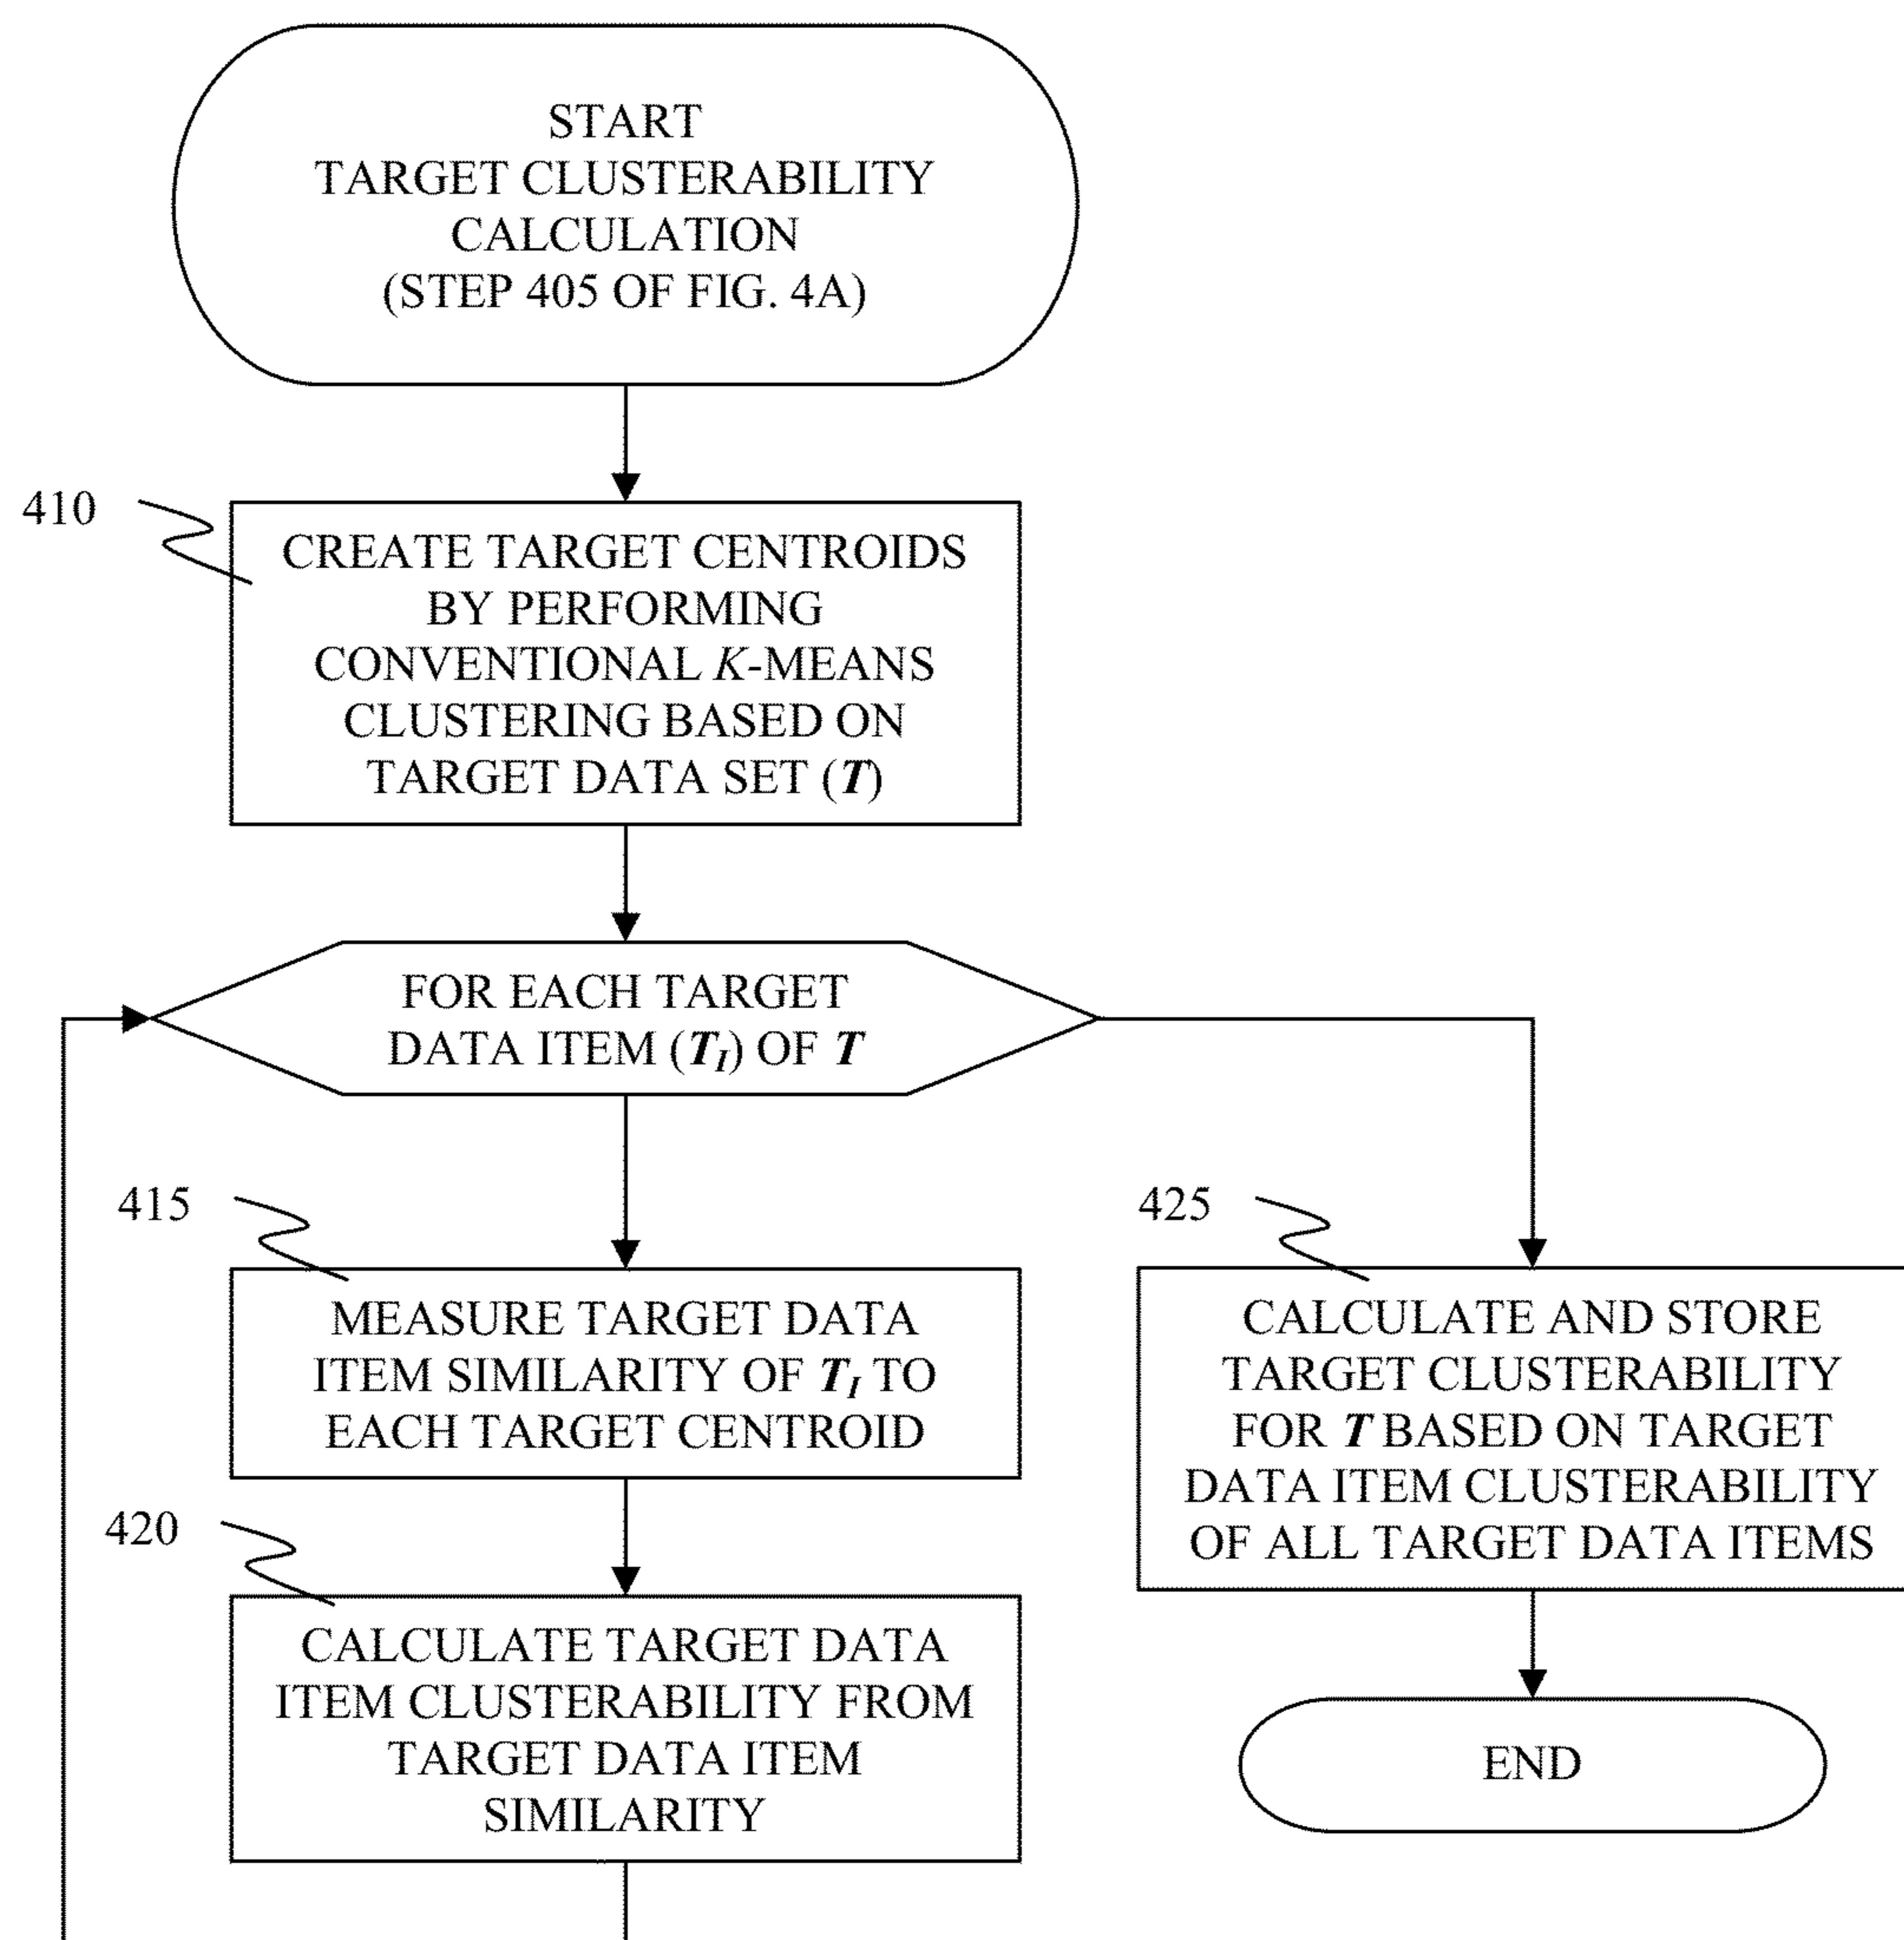 START
TARGET CLUSTERABILITY
CALCULATION
(STEP 405 OF FIG. 4A)
410
CREATE TARGET CENTROIDS
BY PERFORMING
CONVENTIONAL K-MEANS
CLUSTERING BASED ON
TARGET DATA SET (T)
FOR EACH TARGET
DATA ITEM (T_I) OF T
415
MEASURE TARGET DATA
ITEM SIMILARITY OF T_I TO
EACH TARGET CENTROID
420
CALCULATE TARGET DATA
ITEM CLUSTERABILITY FROM
TARGET DATA ITEM
SIMILARITY
425
CALCULATE AND STORE
TARGET CLUSTERABILITY
FOR T BASED ON TARGET
DATA ITEM CLUSTERABILITY
OF ALL TARGET DATA ITEMS
END